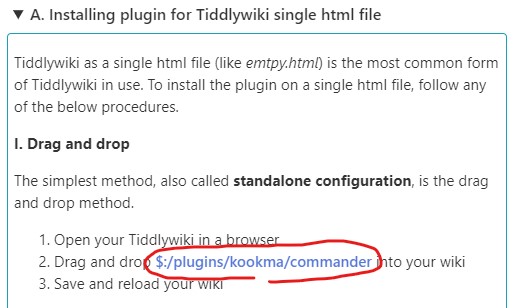 ▼ A. Installing plugin for Tiddlywiki single html file
Tiddlywiki as a single html file (like emtpy.html) is the most common form
of Tiddlywiki in use. To install the plugin on a single html file, follow any
of the below procedures.
I. Drag and drop
The simplest method, also called standalone configuration, is the drag
and drop method.
1. Open your Tiddlywiki in a browser
2. Drag and drop $:/plugins/kookma/commander into your wiki
3. Save and reload your wiki